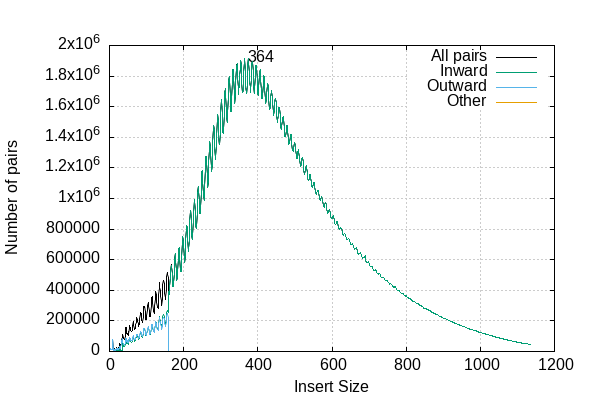 2x10^6
1.8x10^6
1.6x10^6
1.4x10^6
1.2x10^6
1x10^6
800000
600000
400000
200000
0
Number of pairs
364
All pairs
Inward
Outward
Other
0 200 400 600 800 1000 1200
Insert Size